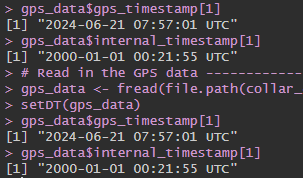 > gps_data$gps_timestamp[1]
[1] "2024-06-21 07:57:01 UTC"
> gps_data$internal_timestamp[1]
[1] "2000-01-01 00:21:55 UTC"
> # Read in the GPS data -------------
> gps_data <- fread(file.path(collar_
> setDT(gps_data)
> gps_data$gps_timestamp[1]
[1] "2024-06-21 07:57:01 UTC"
> gps_data$internal_timestamp[1]
[1] "2000-01-01 00:21:55 UTC"